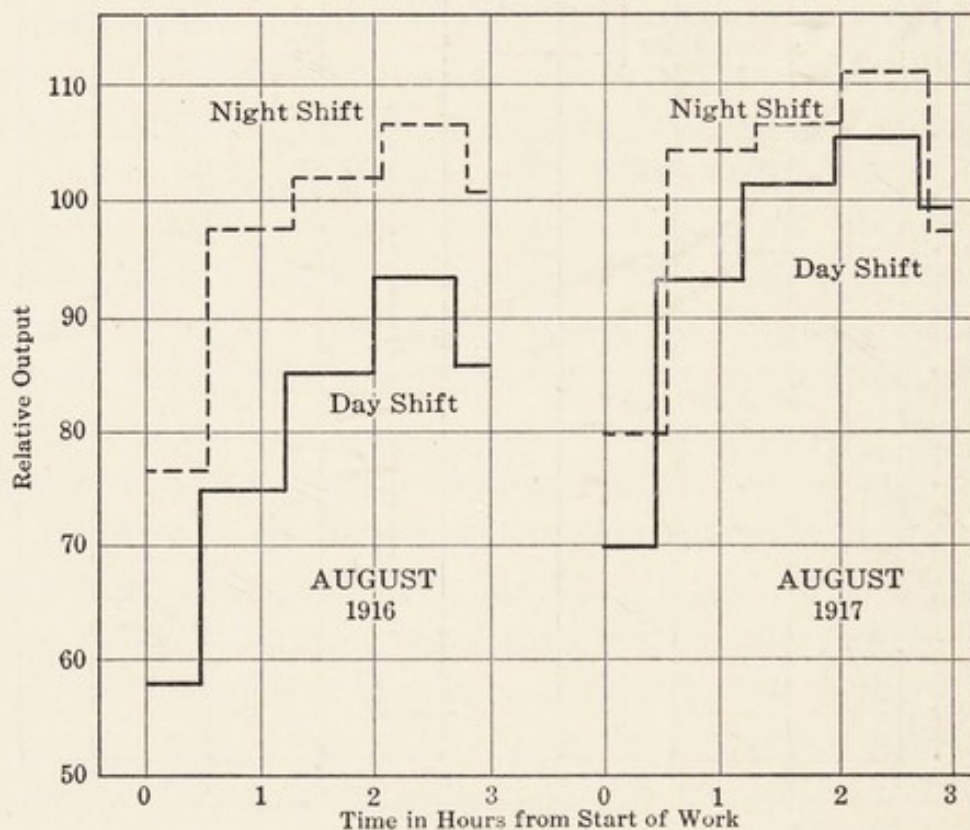 110
100
90
80
70
60
50
Relative Output
Night Shift
Day Shift
AUGUST
1916
Night Shift
Day Shift
AUGUST
1917
0 1 2 3 0 1 2 3
Time in Hours from Start of Work